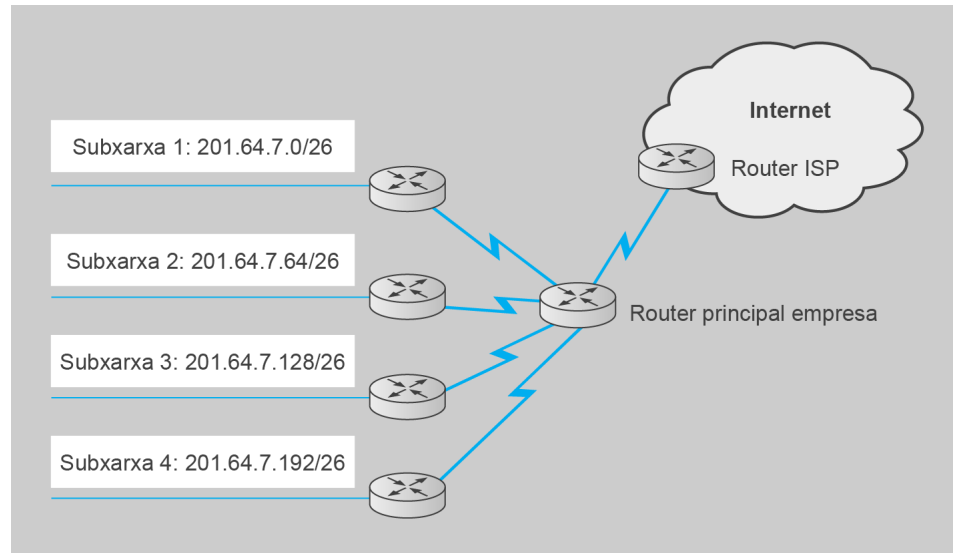 Internet
Router ISP
Subxarxa 1: 201.64.7.0/26
Subxarxa 2: 201.64.7.64/26
Router principal empresa
Subxarxa 3: 201.64.7.128/26
Subxarxa 4: 201.64.7.192/26